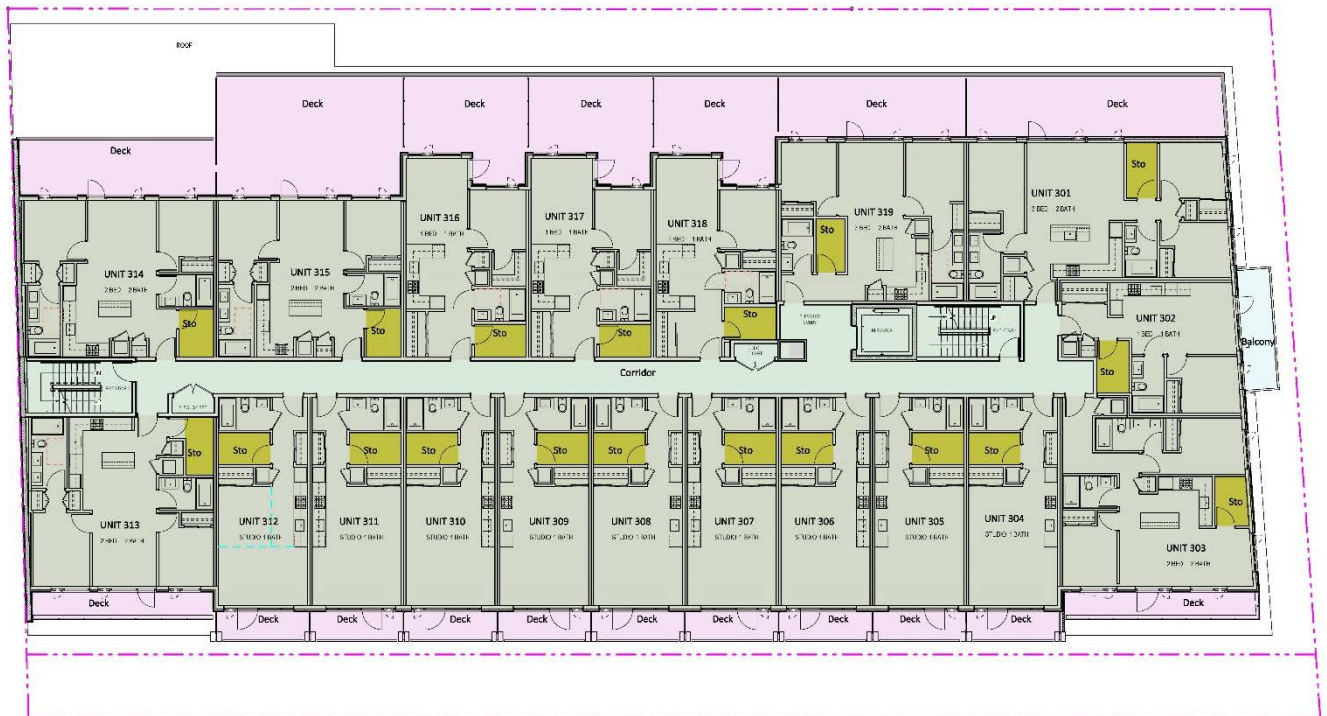 ROOF
Deck
Deck
Deck
Deck
Deck
Deck
Deck
Sto
UNIT 301
2 BATH
UNIT 316
1 BED 1 BATH
UNIT 317
1 BED 1 BATH
UNIT 318
1 BED 1 BATH
UNIT 319
2 BED 2 BATH
Sto
UNIT 314
2 BED 2 BATH
UNIT 315
2 BED 2 BATH
Sto
Sto
Sto
Sto
Sto
UNIT 302
1 BED 1 BATH
Balcony
Corridor
Sto
Sto
Sto
Sto
Sto
Sto
Sto
Sto
Sto
Sto
Sto
Sto
UNIT 313
2 BED 2 BATH
UNIT 312
STUDIO 1 BATH
UNIT 311
STUDIO 1 BATH
UNIT 310
STUDIO 1 BATH
UNIT 309
STUDIO 1 BATH
UNIT 308
STUDIO 1 BATH
UNIT 307
STUDIO 1 BATH
UNIT 306
STUDIO 1 BATH
UNIT 305
STUDIO 1 BATH
UNIT 304
STUDIO 1 BATH
UNIT 303
2 BED 2 BATH
Deck
Deck
Deck
Deck
Deck
Deck
Deck
Deck
Deck
Deck
Deck